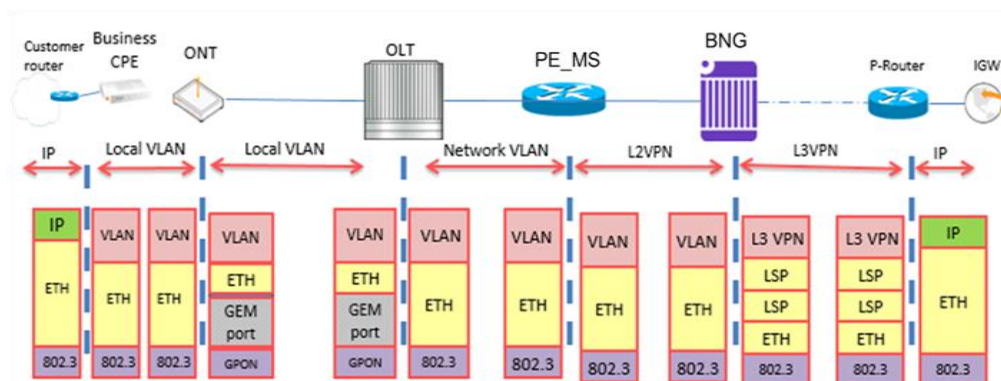 Customer
router
Business
CPE
ONT
OLT
PE_MS
BNG
P-Router
IGW
IP
Local VLAN
Local VLAN
Network VLAN
L2VPN
L3VPN
IP
IP
ETH
802.3
VLAN
ETH
802.3
VLAN
ETH
802.3
VLAN
ETH
GEM
port
GPON
VLAN
ETH
GEM
port
GPON
VLAN
ETH
802.3
VLAN
ETH
802.3
VLAN
ETH
802.3
VLAN
ETH
802.3
L3 VPN
LSP
LSP
ETH
802.3
L3 VPN
LSP
LSP
ETH
802.3
IP
ETH
802.3